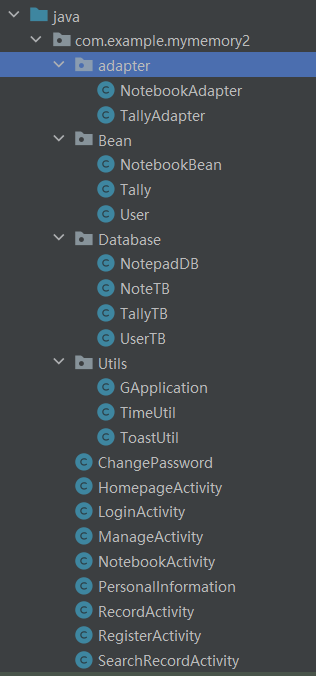 java
com.example.mymemory2
adapter
NotebookAdapter
TallyAdapter
Bean
NotebookBean
Tally
User
Database
NotepadDB
NoteTB
TallyTB
UserTB
Utils
GApplication
TimeUtil
ToastUtil
ChangePassword
HomepageActivity
LoginActivity
ManageActivity
NotebookActivity
PersonalInformation
RecordActivity
RegisterActivity
SearchRecordActivity